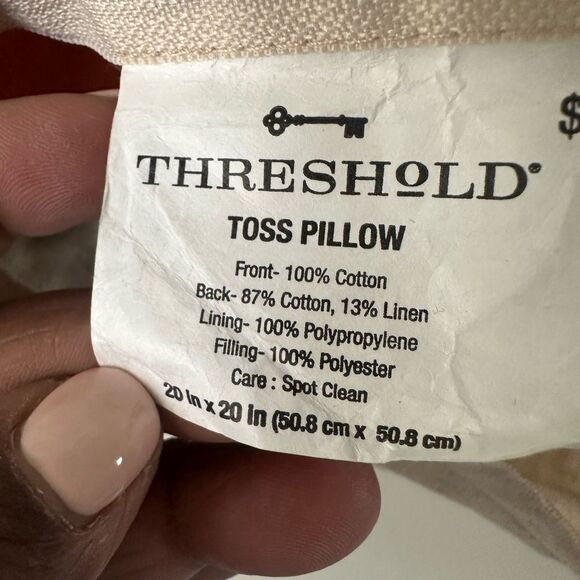 $
THRESHOLD®
TOSS PILLOW
Front- 100% Cotton
Back- 87% Cotton, 13% Linen
Lining- 100% Polypropylene
Filling- 100% Polyester
Care : Spot Clean
20 in x 20 in (50.8 cm x 50.8 cm)